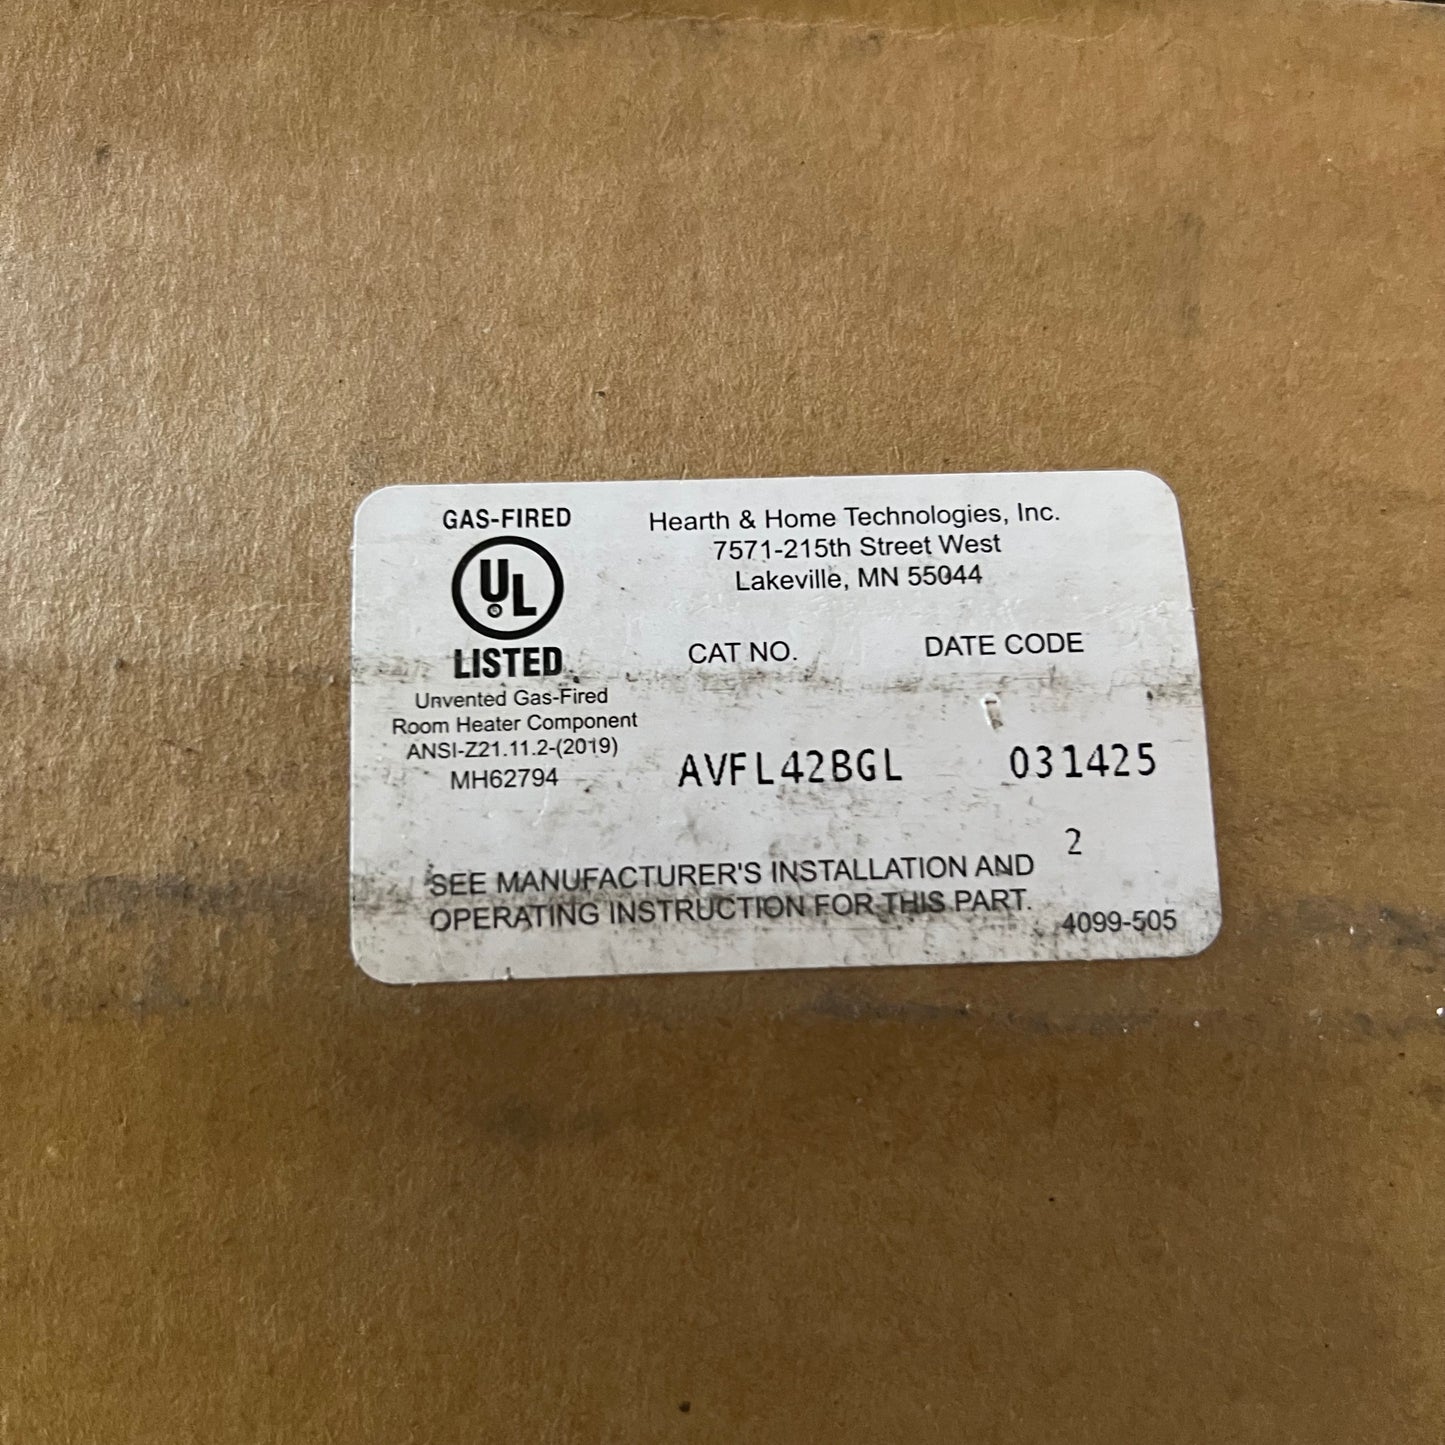 GAS-FIRED
UL
LISTED
Unvented Gas-Fired
Room Heater Component
ANSI-Z21.11.2-(2019)
MH62794
Hearth & Home Technologies, Inc.
7571-215th Street West
Lakeville, MN 55044
CAT NO. DATE CODE
AVFL42BGL 031425
2
SEE MANUFACTURER'S INSTALLATION AND
OPERATING INSTRUCTION FOR THIS PART.
4099-505